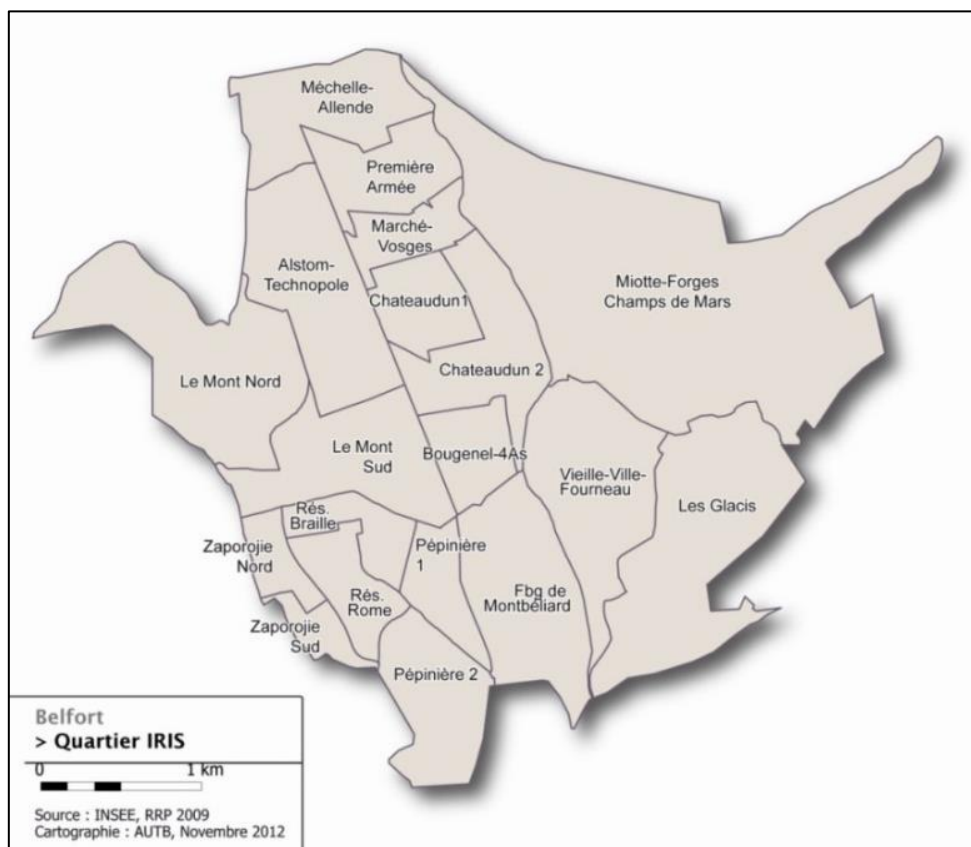 Méchelle-
Allende
Première
Armée
Marché-
Vosges
Alstom-
Technopole
Chateaudun1
Miotte-Forges
Champs de Mars
Chateaudun 2
Le Mont Nord
Le Mont
Sud
Bougenel-4As
Vieille-Ville-
Fourneau
Les Glacis
Rés.
Braille
Zaporojie
Nord
Pépinière
1
Rés.
Rome
Fbg de
Montbéliard
Zaporojie
Sud
Pépinière 2
Belfort
> Quartier IRIS
0 1 km
Source : INSEE, RRP 2009
Cartographie : AUTB, Novembre 2012